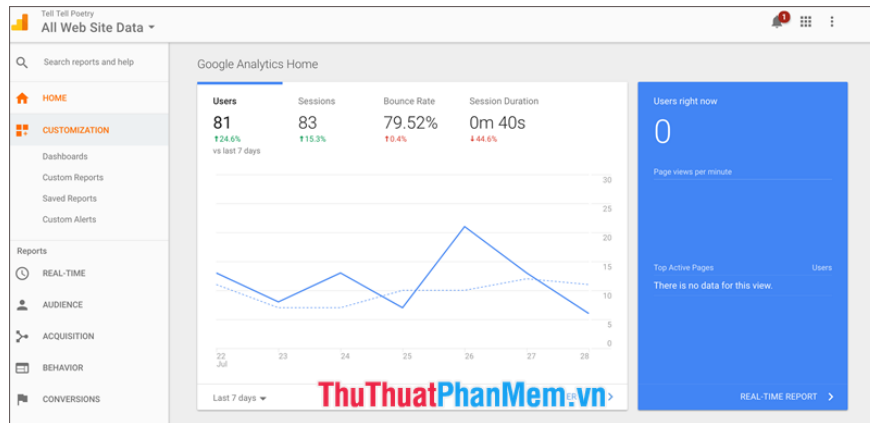 Tell Tell Poetry
All Web Site Data
1
Search reports and help
HOME
CUSTOMIZATION
Dashboards
Custom Reports
Saved Reports
Custom Alerts
Reports
REAL-TIME
AUDIENCE
ACQUISITION
BEHAVIOR
CONVERSIONS
Google Analytics Home
Users Sessions Bounce Rate Session Duration
81 83 79.52% 0m 40s
↑24.6% ↑15.3% ↑0.4% ↓44.6%
vs last 7 days
30
25
20
15
10
5
0
22 23 24 25 26 27 28
Jul
Last 7 days
ThuThuatPhanMem.vn
Users right now
0
Page views per minute
Top Active Pages Users
There is no data for this view.
REAL-TIME REPORT